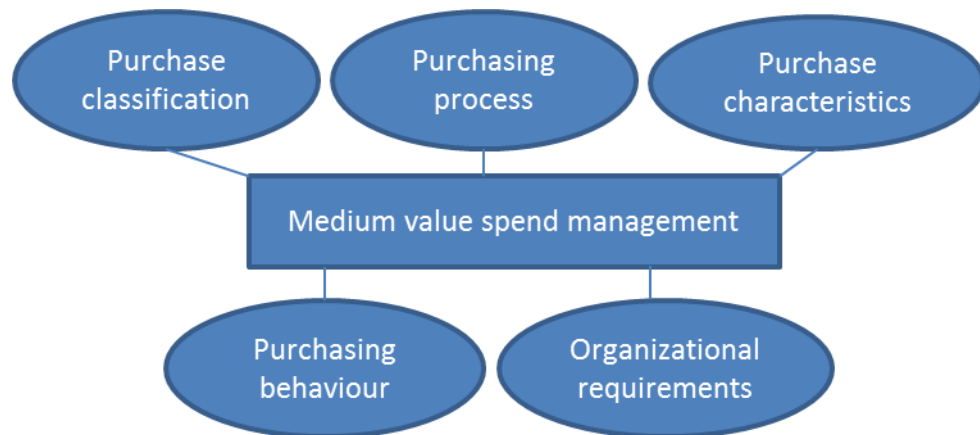 Purchase
classification
Purchasing
process
Purchase
characteristics
Medium value spend management
Purchasing
behaviour
Organizational
requirements